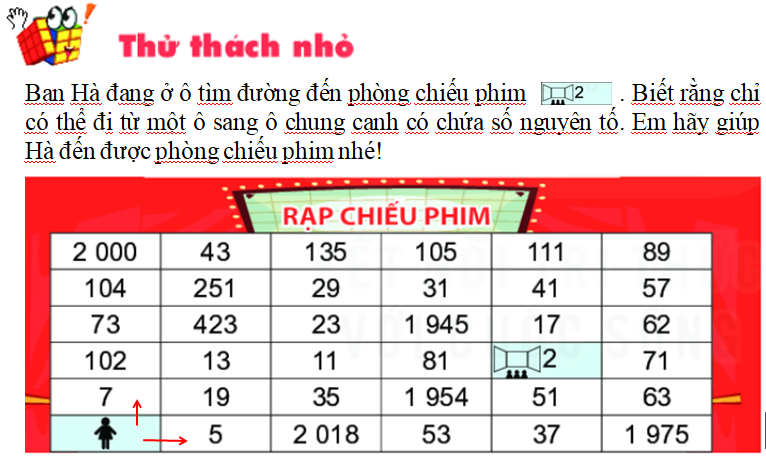 Thử thách nhỏ
Bạn Hà đang ở ô tìm đường đến phòng chiếu phim 2 . Biết rằng chỉ
có thể đi từ một ô sang ô chung cạnh có chứa số nguyên tố. Em hãy giúp
Hà đến được phòng chiếu phim nhé!
RẠP CHIẾU PHIM
2 000 43 135 105 111 89
104 251 29 31 41 57
73 423 23 1 945 17 62
102 13 11 81 2 71
7 19 35 1 954 51 63
5 2 018 53 37 1 975